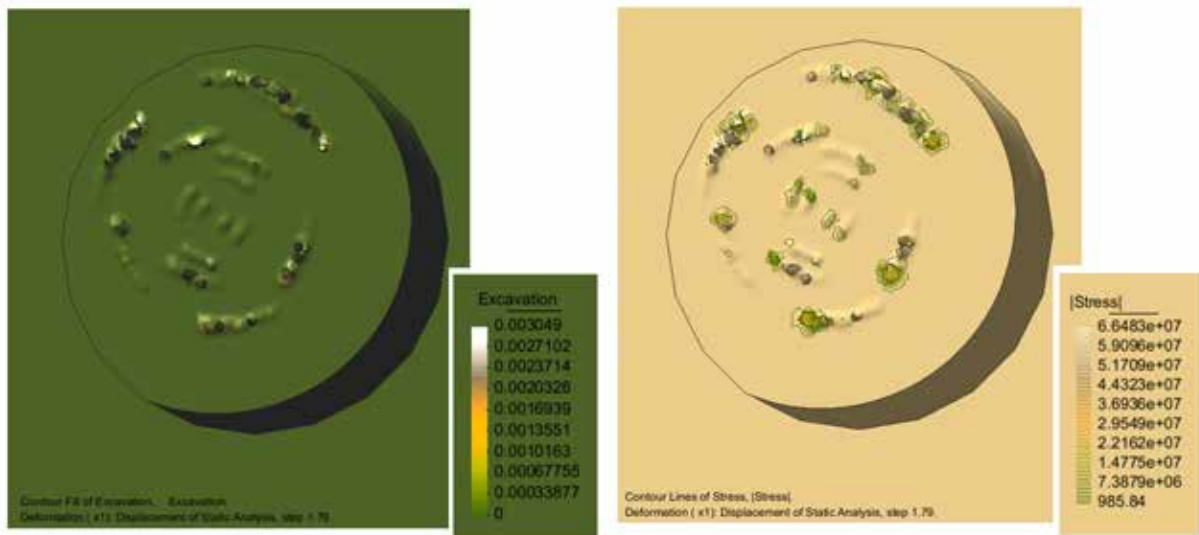 Excavation
0.003049
0.0027102
0.0023714
0.0020326
0.0016939
0.0013551
0.0010163
0.00067755
0.00033877
0
Contour Fill of Excavation, Excavation.
Deformation ( x1): Displacement of Static Analysis, step 1.79.
|Stress|
6.6483e+07
5.9096e+07
5.1709e+07
4.4323e+07
3.6936e+07
2.9549e+07
2.2162e+07
1.4775e+07
7.3879e+06
985.84
Contour Lines of Stress, |Stress|.
Deformation ( x1): Displacement of Static Analysis, step 1.79.